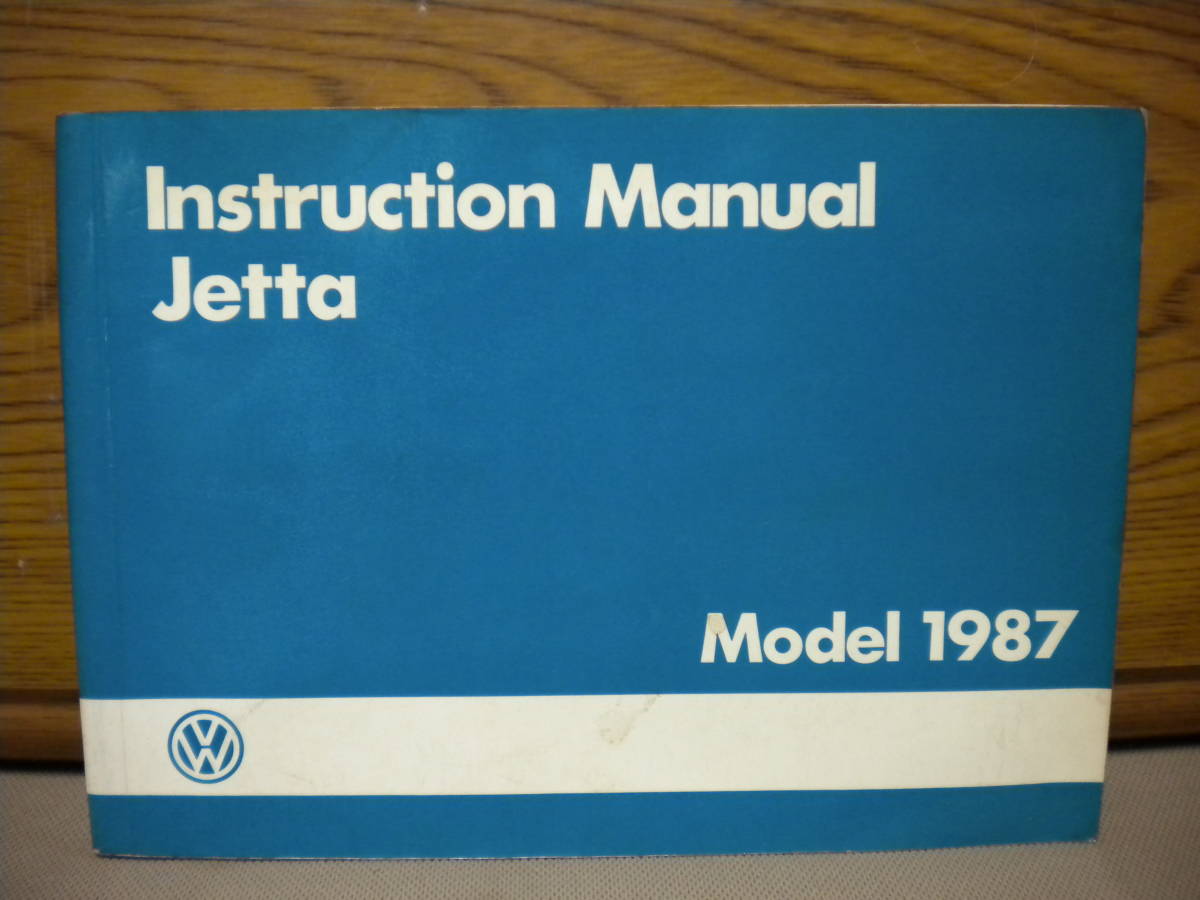 Instruction Manual
Jetta
Model 1987
VW